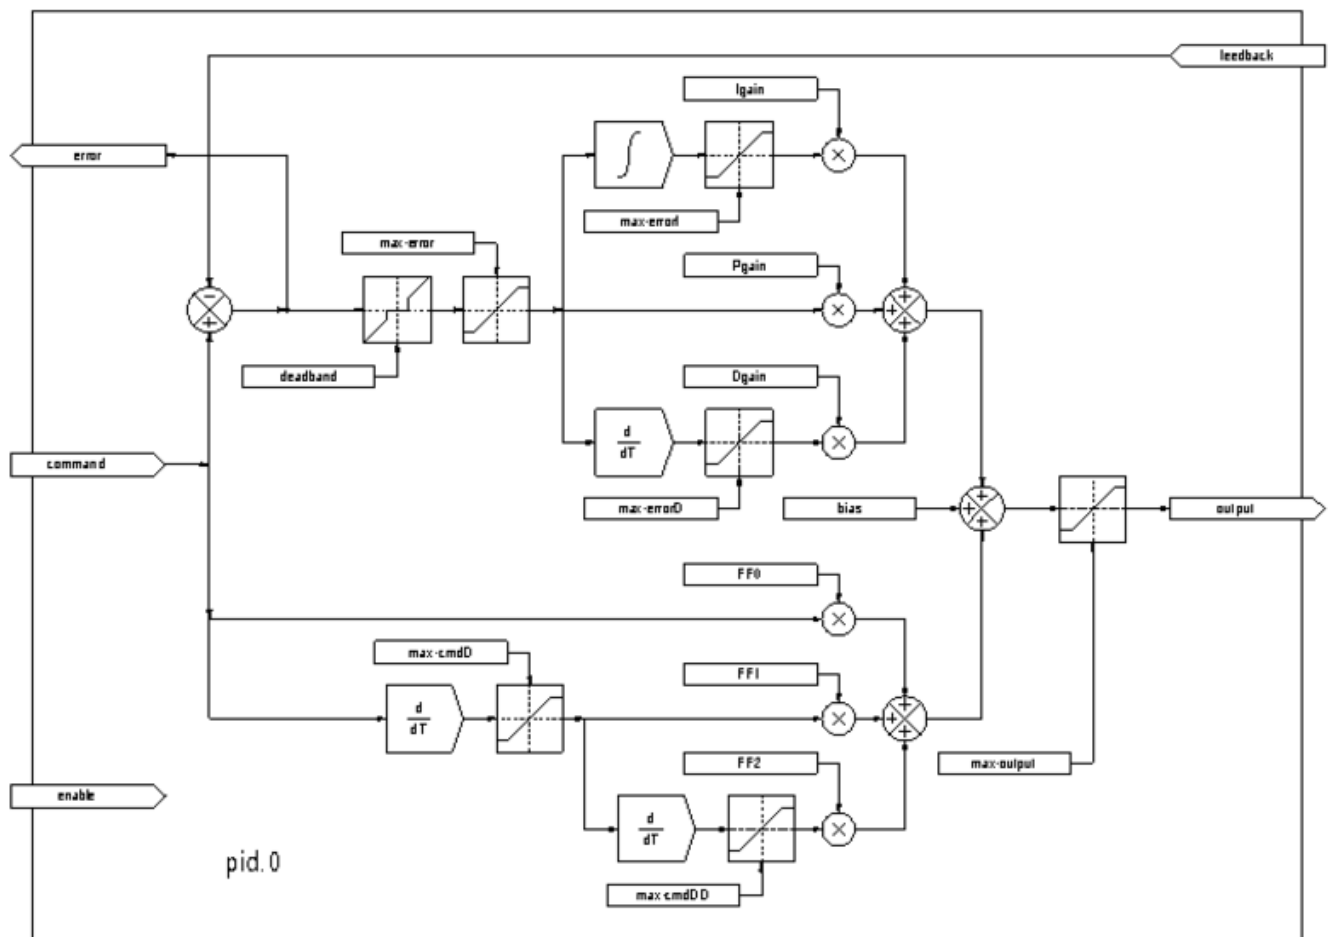 feedback
Igain
error
max-errorI
max-error
Pgain
−
+
+
+
+
deadband
Dgain
d
dT
command
max-errorD
bias
+
+
+
output
FF0
max-cmdD
FF1
d
dT
+
+
+
FF2
max-output
enable
d
dT
pid.0
max-cmdDD